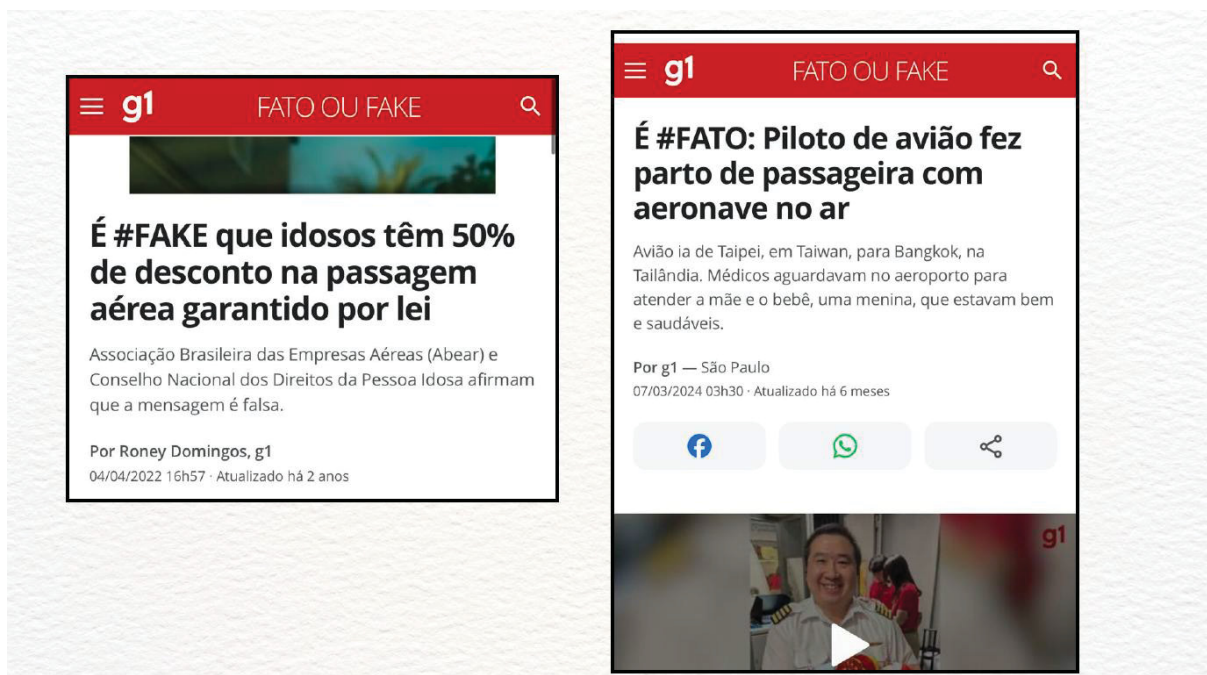 g1 FATO OU FAKE
É #FAKE que idosos têm 50%
de desconto na passagem
aérea garantido por lei
Associação Brasileira das Empresas Aéreas (Abear) e
Conselho Nacional dos Direitos da Pessoa Idosa afirmam
que a mensagem é falsa.
Por Roney Domingos, g1
04/04/2022 16h57 · Atualizado há 2 anos
g1 FATO OU FAKE
É #FATO: Piloto de avião fez
parto de passageira com
aeronave no ar
Avião ia de Taipei, em Taiwan, para Bangkok, na
Tailândia. Médicos aguardavam no aeroporto para
atender a mãe e o bebê, uma menina, que estavam bem
e saudáveis.
Por g1 — São Paulo
07/03/2024 03h30 · Atualizado há 6 meses
g1